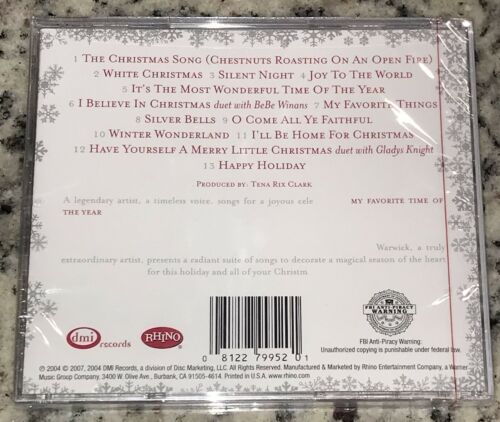 1 THE CHRISTMAS SONG (CHESTNUTS ROASTING ON AN OPEN FIRE)
2 WHITE CHRISTMAS 3 SILENT NIGHT 4 JOY TO THE WORLD
5 IT'S THE MOST WONDERFUL TIME OF THE YEAR
6 I BELIEVE IN CHRISTMAS duet with BeBe Winans 7 MY FAVORITE THINGS
8 SILVER BELLS 9 O COME ALL YE FAITHFUL
10 WINTER WONDERLAND 11 I'LL BE HOME FOR CHRISTMAS
12 HAVE YOURSELF A MERRY LITTLE CHRISTMAS duet with Gladys Knight
13 HAPPY HOLIDAY
PRODUCED BY: TENA RIX CLARK
A legendary artist, a timeless voice, songs for a joyous cele MY FAVORITE TIME OF
THE YEAR
Warwick, a truly
extraordinary artist, presents a radiant suite of songs to decorate a magical season of the heart
for this holiday and all of your Christm
dmi records
RHINO
0 8122 79952 0 1
FBI ANTI-PIRACY
WARNING
FBI Anti-Piracy Warning:
Unauthorized copying is punishable under federal law.
℗ 2004 © 2007, 2004 DMI Records, a division of Disc Marketing, LLC. All Rights Reserved. Manufactured & Marketed by Rhino Entertainment Company, a Warner
Music Group Company, 3400 W. Olive Ave., Burbank, CA 91505-4614. Printed in U.S.A. www.rhino.com